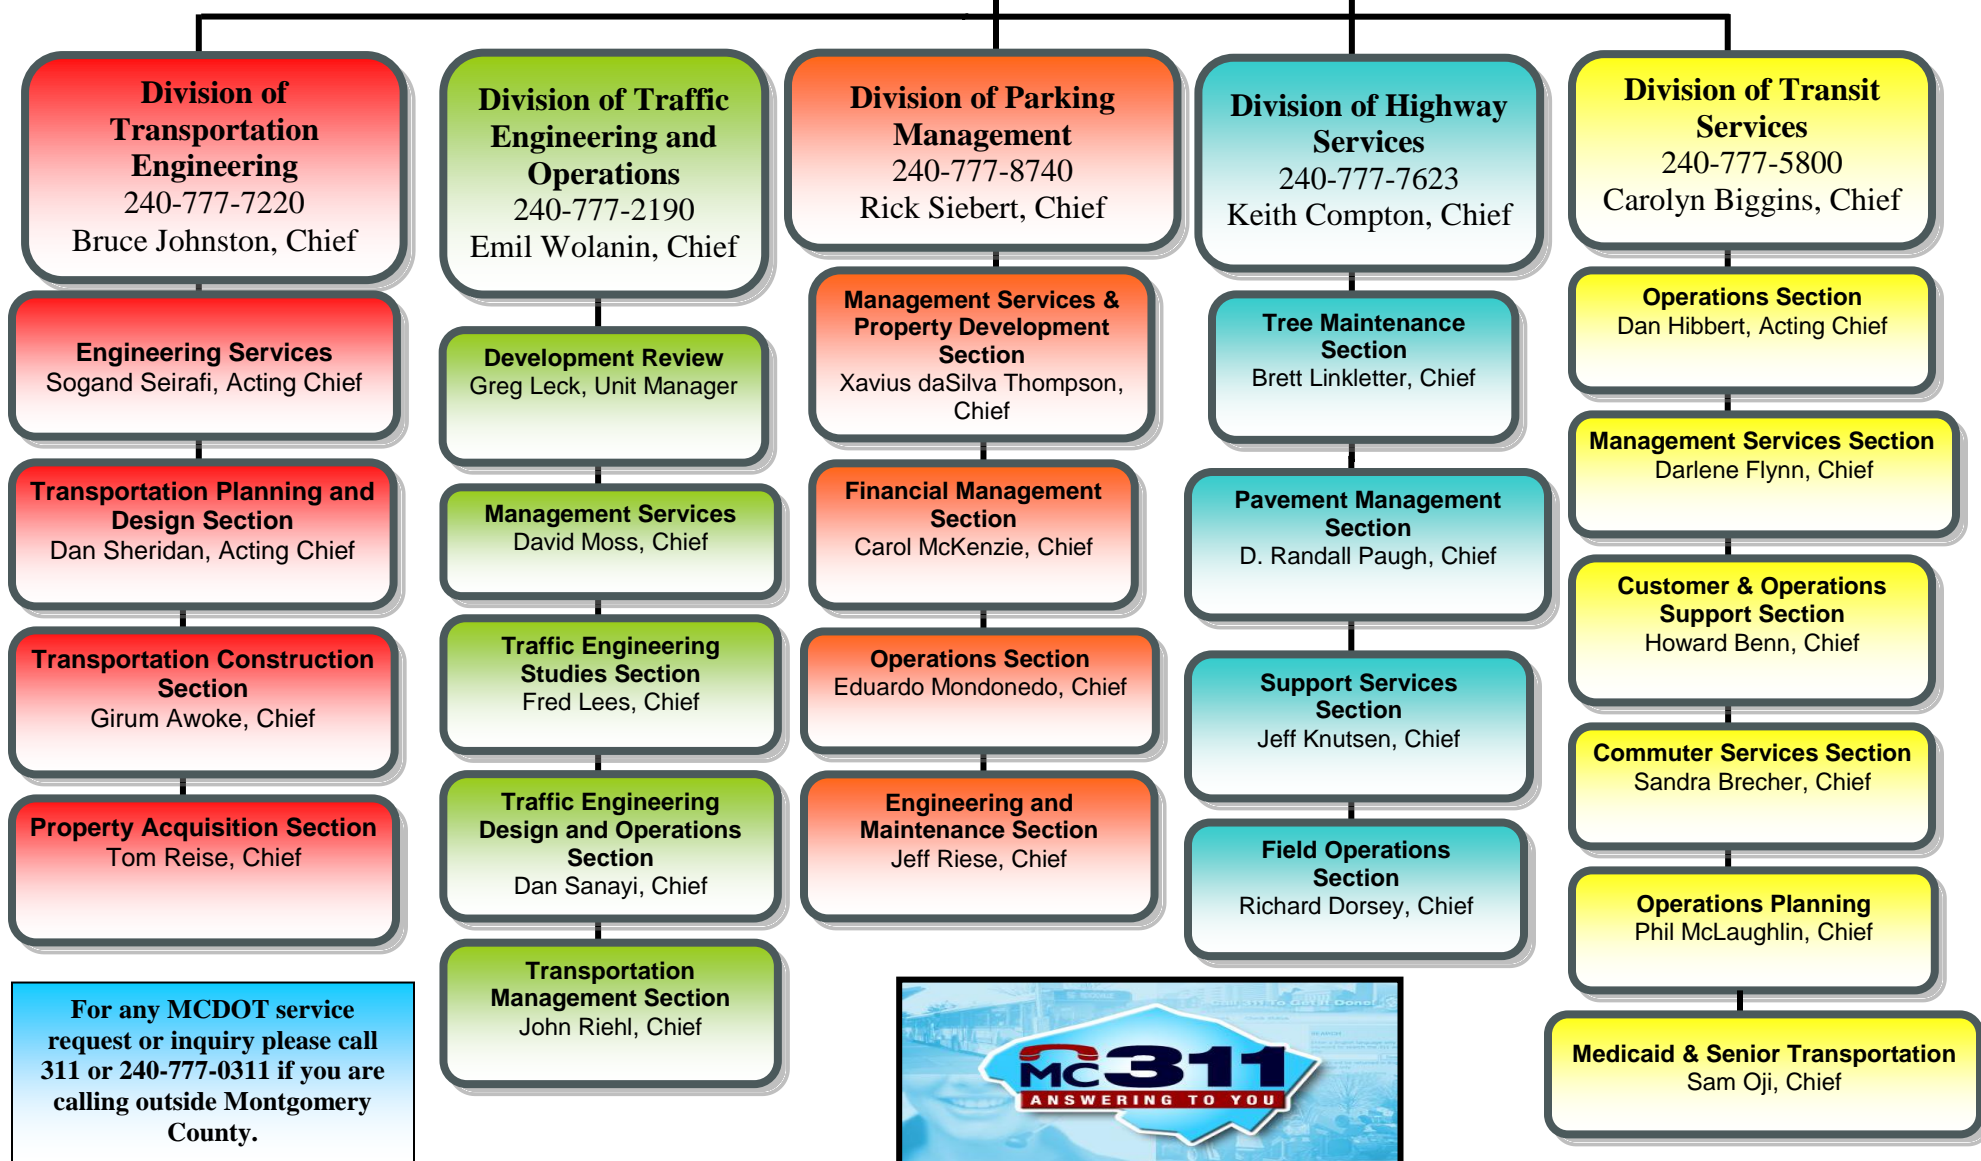 Division of
Transportation
Engineering
240-777-7220
Bruce Johnston, Chief
Engineering Services
Sogand Seirafi, Acting Chief
Transportation Planning and
Design Section
Dan Sheridan, Acting Chief
Transportation Construction
Section
Girum Awoke, Chief
Property Acquisition Section
Tom Reise, Chief
Division of Traffic
Engineering and
Operations
240-777-2190
Emil Wolanin, Chief
Development Review
Greg Leck, Unit Manager
Management Services
David Moss, Chief
Traffic Engineering
Studies Section
Fred Lees, Chief
Traffic Engineering
Design and Operations
Section
Dan Sanayi, Chief
Transportation
Management Section
John Riehl, Chief
Division of Parking
Management
240-777-8740
Rick Siebert, Chief
Management Services &
Property Development
Section
Xavius daSilva Thompson,
Chief
Financial Management
Section
Carol McKenzie, Chief
Operations Section
Eduardo Mondonedo, Chief
Engineering and
Maintenance Section
Jeff Riese, Chief
Division of Highway
Services
240-777-7623
Keith Compton, Chief
Tree Maintenance
Section
Brett Linkletter, Chief
Pavement Management
Section
D. Randall Paugh, Chief
Support Services
Section
Jeff Knutsen, Chief
Field Operations
Section
Richard Dorsey, Chief
Division of Transit
Services
240-777-5800
Carolyn Biggins, Chief
Operations Section
Dan Hibbert, Acting Chief
Management Services Section
Darlene Flynn, Chief
Customer & Operations
Support Section
Howard Benn, Chief
Commuter Services Section
Sandra Brecher, Chief
Operations Planning
Phil McLaughlin, Chief
Medicaid & Senior Transportation
Sam Oji, Chief
For any MCDOT service
request or inquiry please call
311 or 240-777-0311 if you are
calling outside Montgomery
County.
MC311
ANSWERING TO YOU